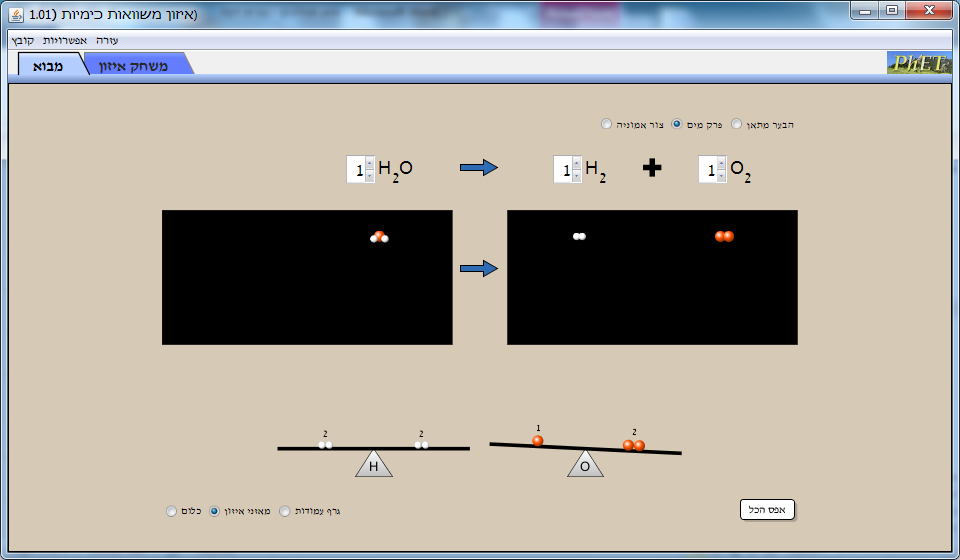 איזון משוואות כימיות (1.01)
קובץ אפשרויות עזרה
מבוא משחק איזון
PhET
צור אמוניה פרק מים הבער מתאן
1 H2O 1 H2 + 1 O2
2 2 1 2
H O
כלום מאזני איזון גרף עמודות
אפס הכל